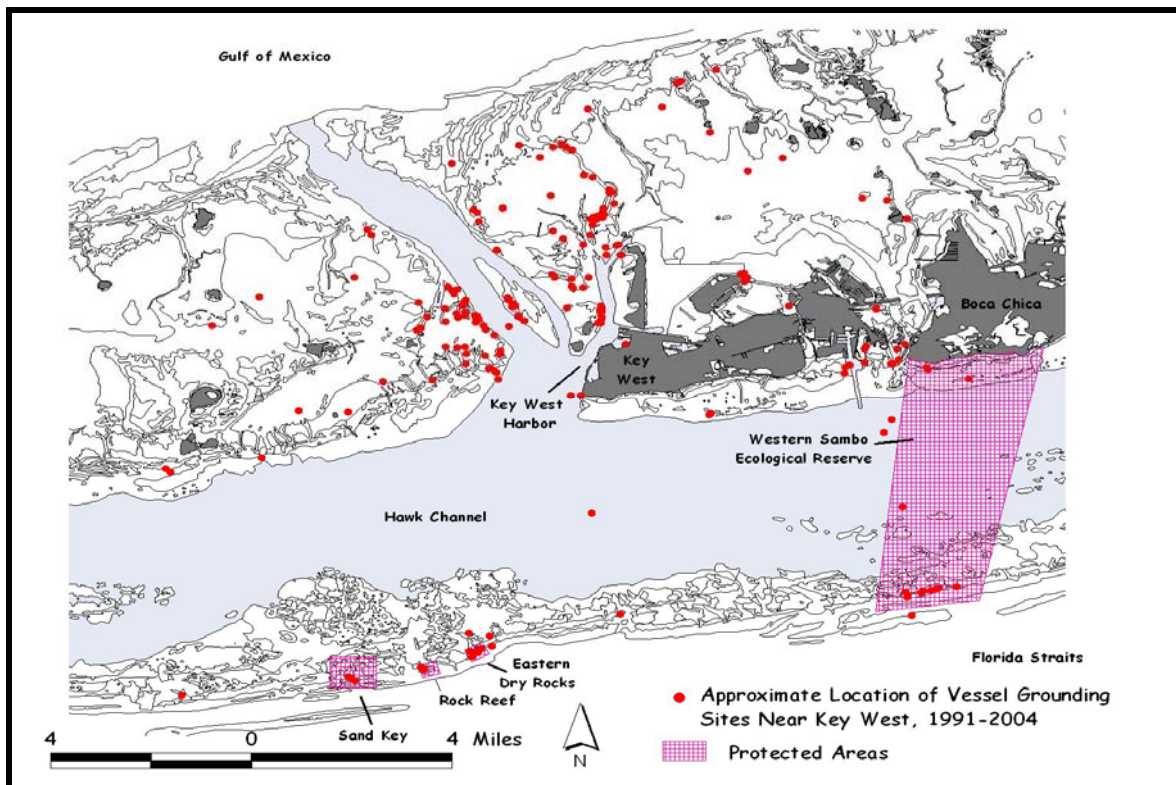 Gulf of Mexico
Boca Chica
Key
West
Key West
Harbor
Western Sambo
Ecological Reserve
Hawk Channel
Florida Straits
Eastern
Dry Rocks
Rock Reef
Sand Key
4 0 4 Miles
N
Approximate Location of Vessel Grounding
Sites Near Key West, 1991-2004
Protected Areas